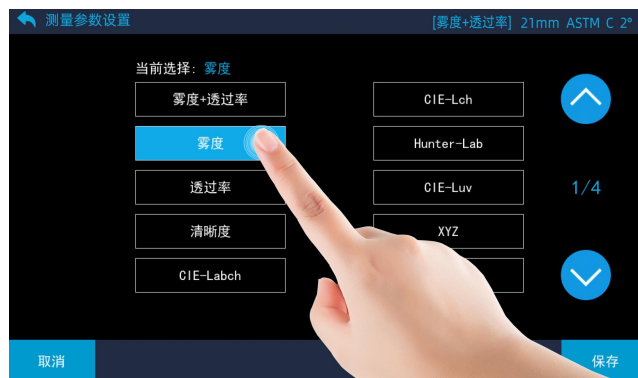 测量参数设置
[雾度+透过率] 21mm ASTM C 2°
当前选择: 雾度
雾度+透过率
CIE-Lch
雾度
Hunter-Lab
透过率
CIE-Luv
1/4
清晰度
XYZ
CIE-Labch
取消
保存